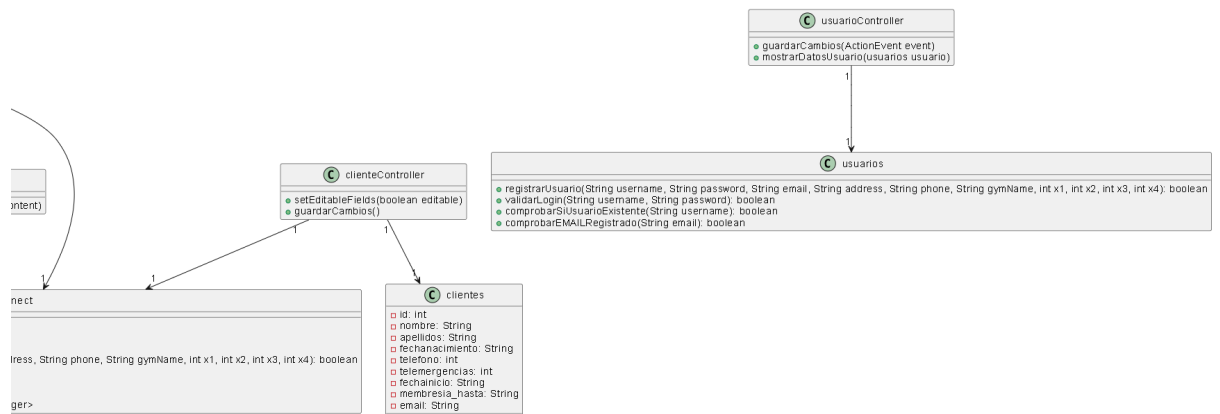 C usuarioController
guardarCambios(ActionEvent event)
mostrarDatosUsuario(usuarios usuario)
1
1
C usuarios
registrarUsuario(String username, String password, String email, String address, String phone, String gymName, int x1, int x2, int x3, int x4): boolean
validarLogin(String username, String password): boolean
comprobarSiUsuarioExistente(String username): boolean
comprobarEMAILRegistrado(String email): boolean
C clienteController
setEditableFields(boolean editable)
guardarCambios()
1
1
1
1
1
ontent)
nnect
dress, String phone, String gymName, int x1, int x2, int x3, int x4): boolean
ger>
C clientes
id: int
nombre: String
apellidos: String
fechanacimiento: String
telefono: int
telemergencias: int
fechainicio: String
membresia_hasta: String
email: String